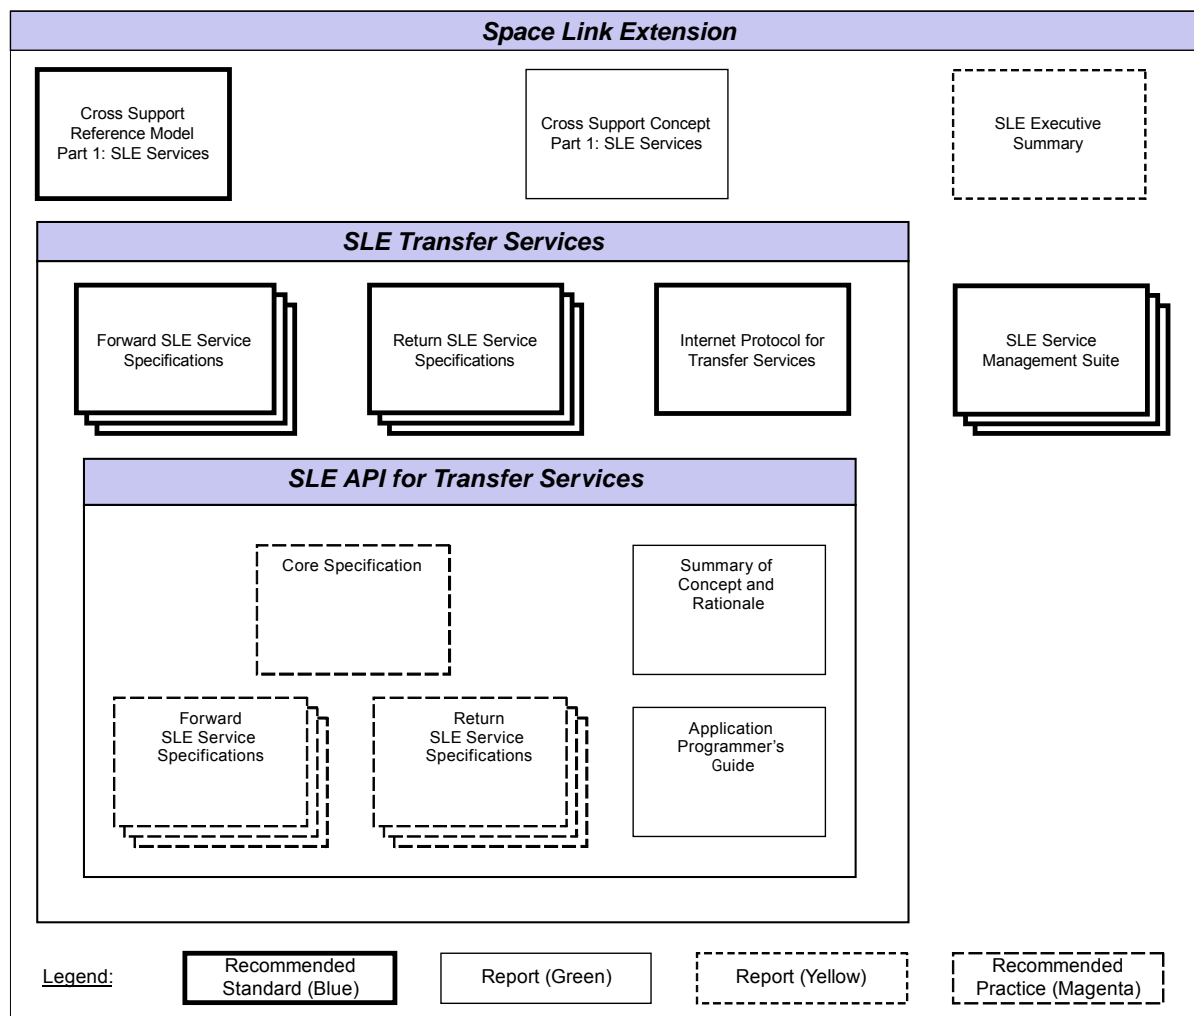 Space Link Extension
Cross Support
Reference Model
Part 1: SLE Services
Cross Support Concept
Part 1: SLE Services
SLE Executive
Summary
SLE Transfer Services
Forward SLE Service
Specifications
Return SLE Service
Specifications
Internet Protocol for
Transfer Services
SLE Service
Management Suite
SLE API for Transfer Services
Core Specification
Summary of
Concept and
Rationale
Forward
SLE Service
Specifications
Return
SLE Service
Specifications
Application
Programmer's
Guide
Legend:
Recommended
Standard (Blue)
Report (Green)
Report (Yellow)
Recommended
Practice (Magenta)